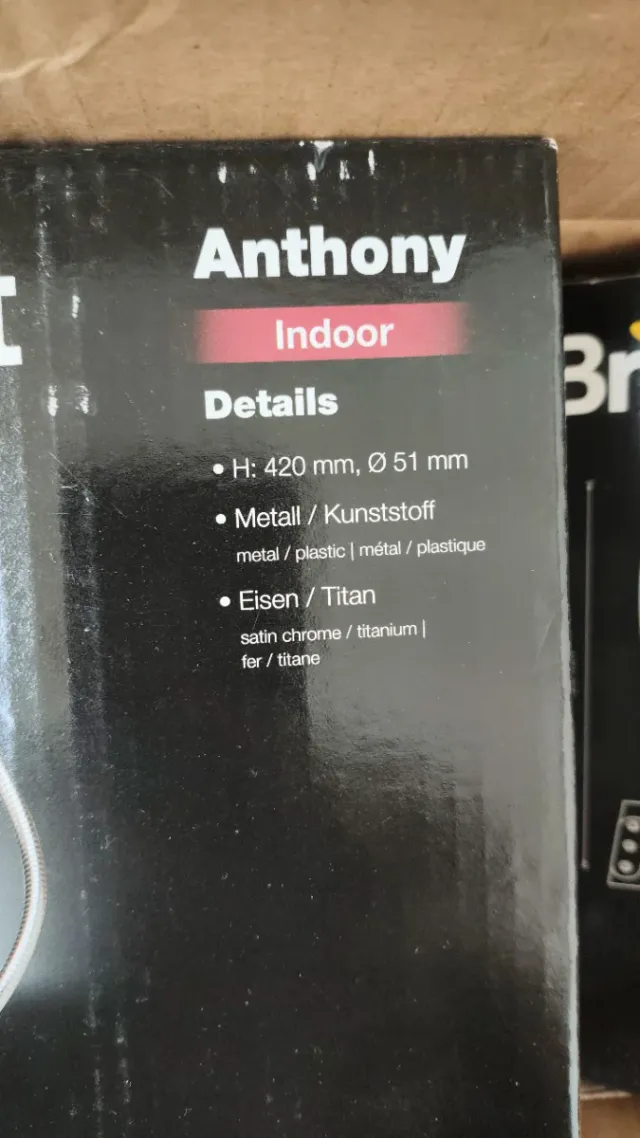 Anthony
Indoor
Details
• H: 420 mm, Ø 51 mm
• Metall / Kunststoff
metal / plastic | métal / plastique
• Eisen / Titan
satin chrome / titanium |
fer / titane